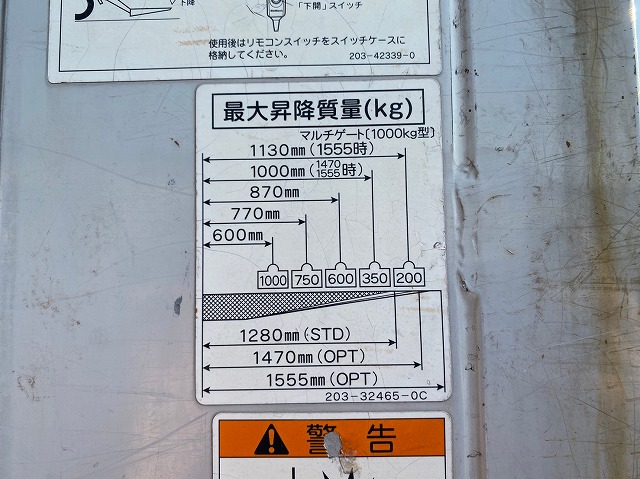 下降
「下開」スイッチ
使用後はリモコンスイッチをスイッチケースに
格納してください。
203-42339-0
最大昇降質量(kg)
マルチゲート〔1000kg型〕
1130mm(1555時)
1000mm(1470 1555時)
870mm
770mm
600mm
1000 750 600 350 200
1280mm(STD)
1470mm(OPT)
1555mm(OPT)
203-32465-0C
警告